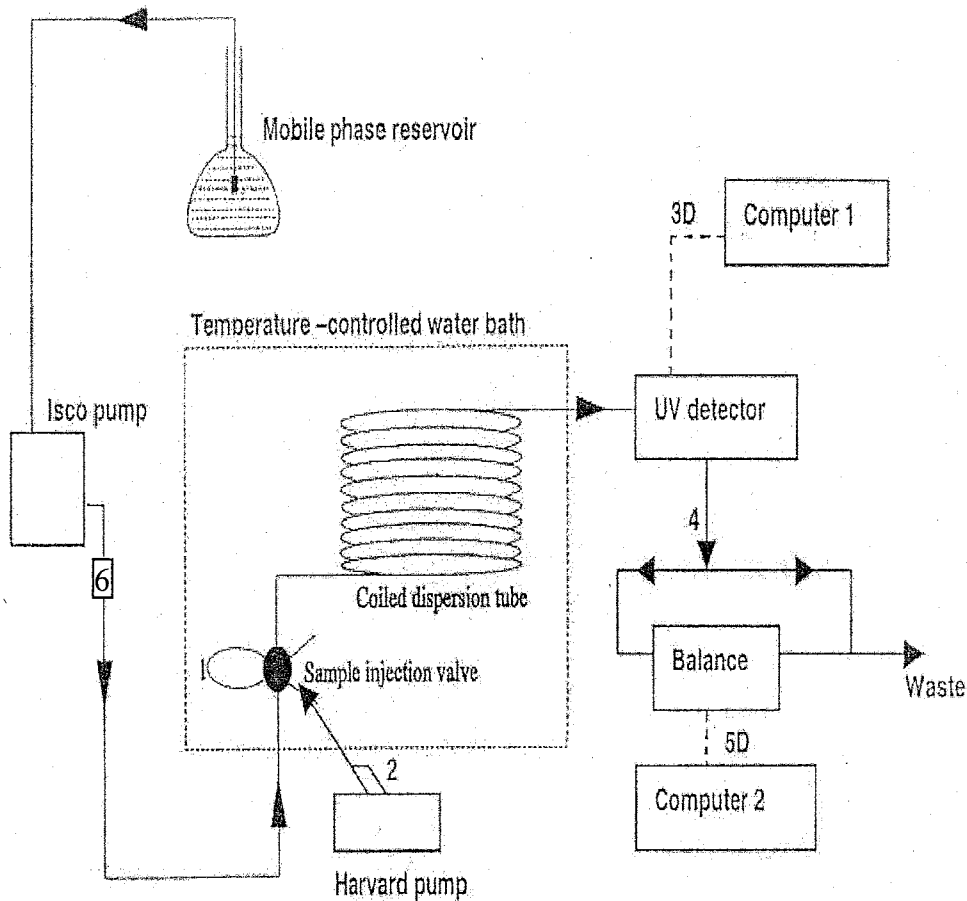 Mobile phase reservoir
3D
Computer 1
Temperature –controlled water bath
Isco pump
UV detector
4
6
Coiled dispersion tube
1
Sample injection valve
Balance
Waste
2
5D
Computer 2
Harvard pump